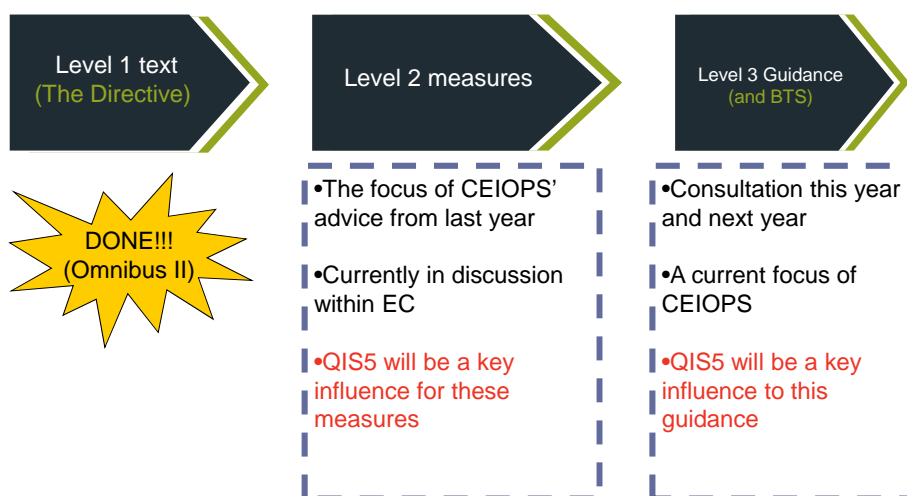 Level 1 text
(The Directive)
Level 2 measures
Level 3 Guidance
(and BTS)
DONE!!!
(Omnibus II)
•The focus of CEIOPS’
advice from last year
•Currently in discussion
within EC
•QIS5 will be a key
influence for these
measures
•Consultation this year
and next year
•A current focus of
CEIOPS
•QIS5 will be a key
influence to this
guidance